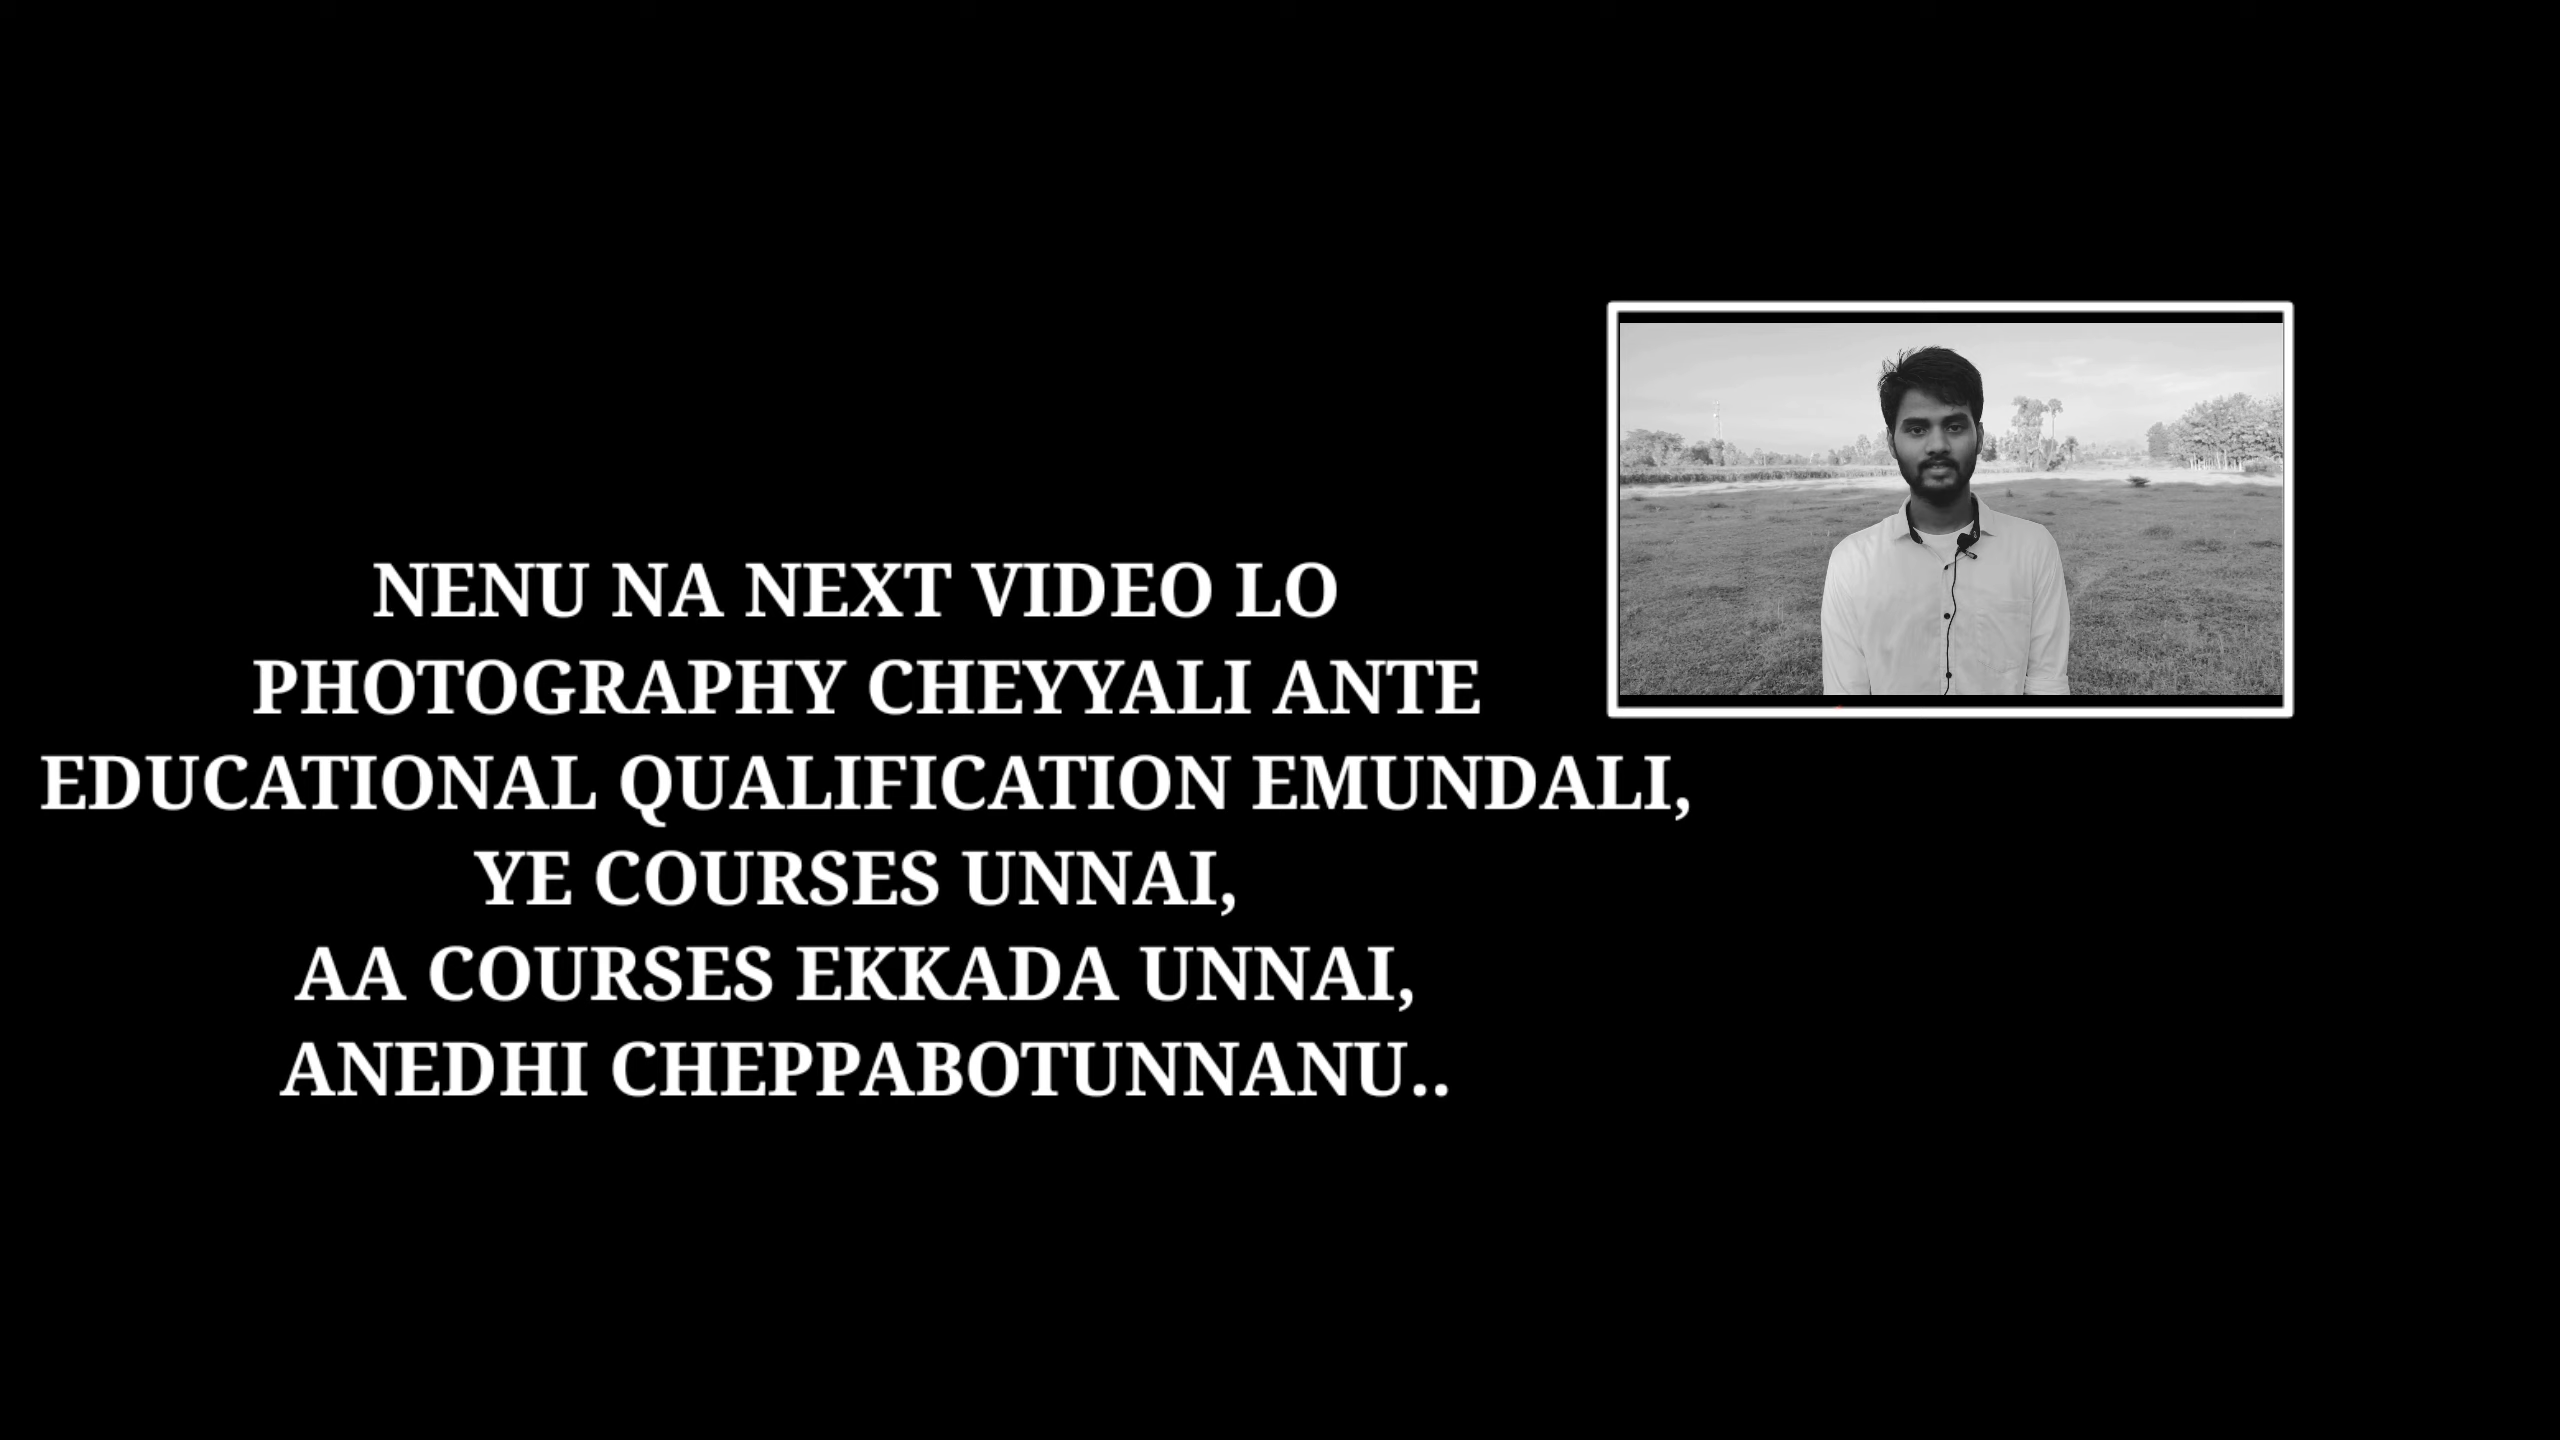 NENU NA NEXT VIDEO LO
PHOTOGRAPHY CHEYYALI ANTE
EDUCATIONAL QUALIFICATION EMUNDALI,
YE COURSES UNNAI,
AA COURSES EKKADA UNNAI,
ANEDHI CHEPPABOTUNNANU..